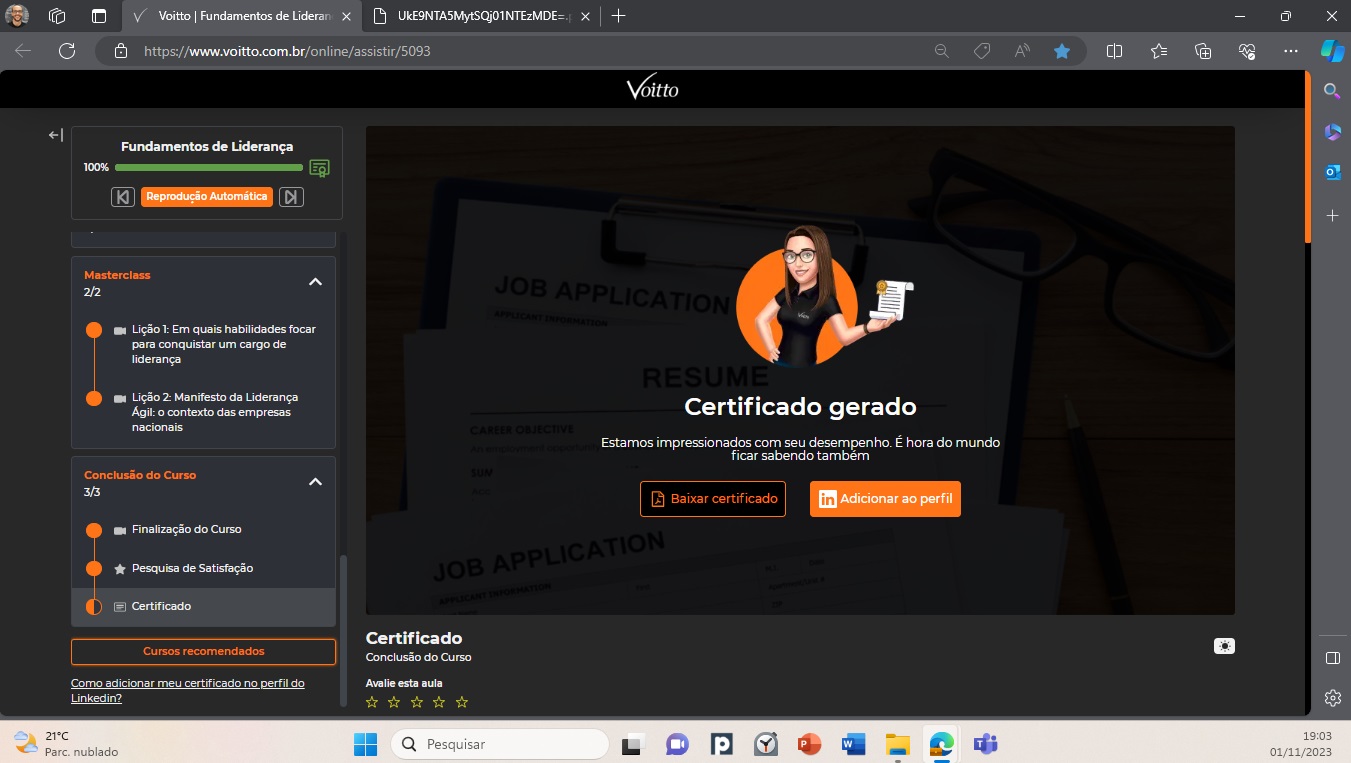 Voitto | Fundamentos de Lideran
UkE9NTA5MytSQj01NTEzMDE=.
https://www.voitto.com.br/online/assistir/5093
Voitto
Fundamentos de Liderança
100%
Reprodução Automática
Masterclass
2/2
Lição 1: Em quais habilidades focar
para conquistar um cargo de
liderança
Lição 2: Manifesto da Liderança
Ágil: o contexto das empresas
nacionais
Conclusão do Curso
3/3
Finalização do Curso
Pesquisa de Satisfação
Certificado
Cursos recomendados
Como adicionar meu certificado no perfil do
Linkedin?
JOB APPLICATION
APPLICANT INFORMATION
RESUME
CAREER OBJECTIVE
An employment opportunity
Certificado gerado
Estamos impressionados com seu desempenho. É hora do mundo
ficar sabendo também
Baixar certificado
in Adicionar ao perfil
JOB APPLICATION
APPLICANT INFORMATION
Certificado
Conclusão do Curso
Avalie esta aula
21°C
Parc. nublado
Pesquisar
19:03
01/11/2023